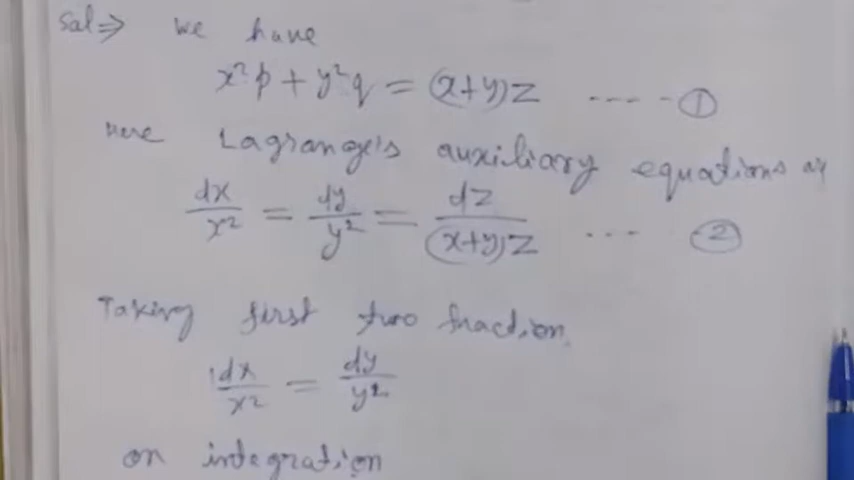 Sol⇒ We have
x²p + y²q = (x+y)z ..... ①
Here Lagrange's auxiliary equations
dx/x² = dy/y² = dz/(x+y)z ... ②
Taking first two fraction,
dx/x² = dy/y²
on integration